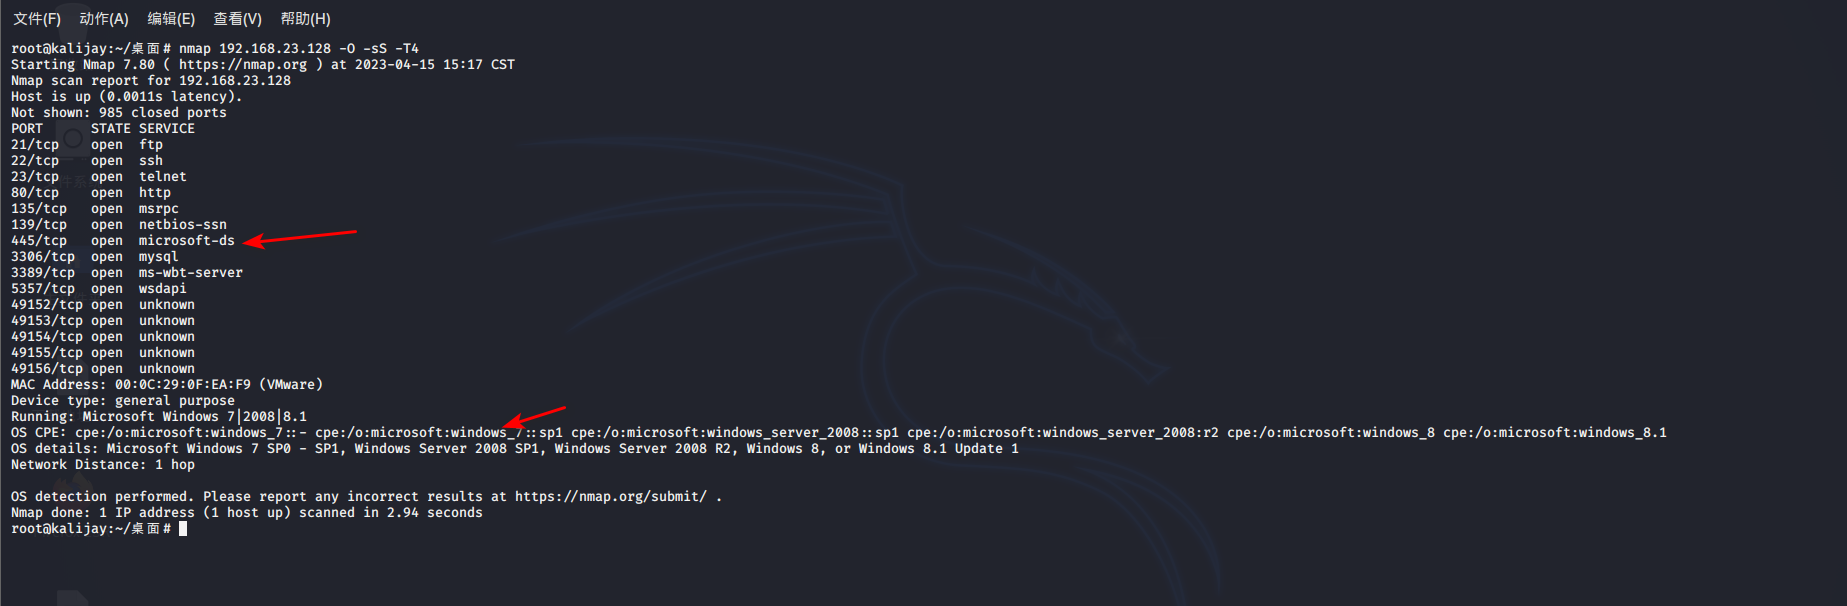 文件(F) 动作(A) 编辑(E) 查看(V) 帮助(H)
root@kalijay:~/桌面# nmap 192.168.23.128 -O -sS -T4
Starting Nmap 7.80 ( https://nmap.org ) at 2023-04-15 15:17 CST
Nmap scan report for 192.168.23.128
Host is up (0.0011s latency).
Not shown: 985 closed ports
PORT      STATE SERVICE
21/tcp    open  ftp
22/tcp    open  ssh
23/tcp    open  telnet
80/tcp    open  http
135/tcp   open  msrpc
139/tcp   open  netbios-ssn
445/tcp   open  microsoft-ds
3306/tcp  open  mysql
3389/tcp  open  ms-wbt-server
5357/tcp  open  wsdapi
49152/tcp open  unknown
49153/tcp open  unknown
49154/tcp open  unknown
49155/tcp open  unknown
49156/tcp open  unknown
MAC Address: 00:0C:29:0F:EA:F9 (VMware)
Device type: general purpose
Running: Microsoft Windows 7|2008|8.1
OS CPE: cpe:/o:microsoft:windows_7::- cpe:/o:microsoft:windows_7::sp1 cpe:/o:microsoft:windows_server_2008::sp1 cpe:/o:microsoft:windows_server_2008:r2 cpe:/o:microsoft:windows_8 cpe:/o:microsoft:windows_8.1
OS details: Microsoft Windows 7 SP0 - SP1, Windows Server 2008 SP1, Windows Server 2008 R2, Windows 8, or Windows 8.1 Update 1
Network Distance: 1 hop
OS detection performed. Please report any incorrect results at https://nmap.org/submit/ .
Nmap done: 1 IP address (1 host up) scanned in 2.94 seconds
root@kalijay:~/桌面#